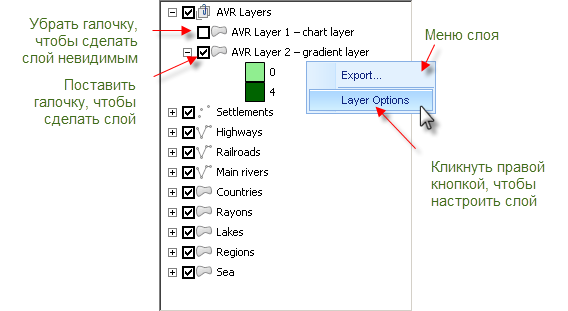 Убрать галочку,
чтобы сделать
слой невидимым
Поставить
галочку, чтобы
сделать слой
AVR Layers
AVR Layer 1 – chart layer
AVR Layer 2 – gradient layer
0
4
Settlements
Highways
Railroads
Main rivers
Countries
Rayons
Lakes
Regions
Sea
Export...
Layer Options
Меню слоя
Кликнуть правой
кнопкой, чтобы
настроить слой